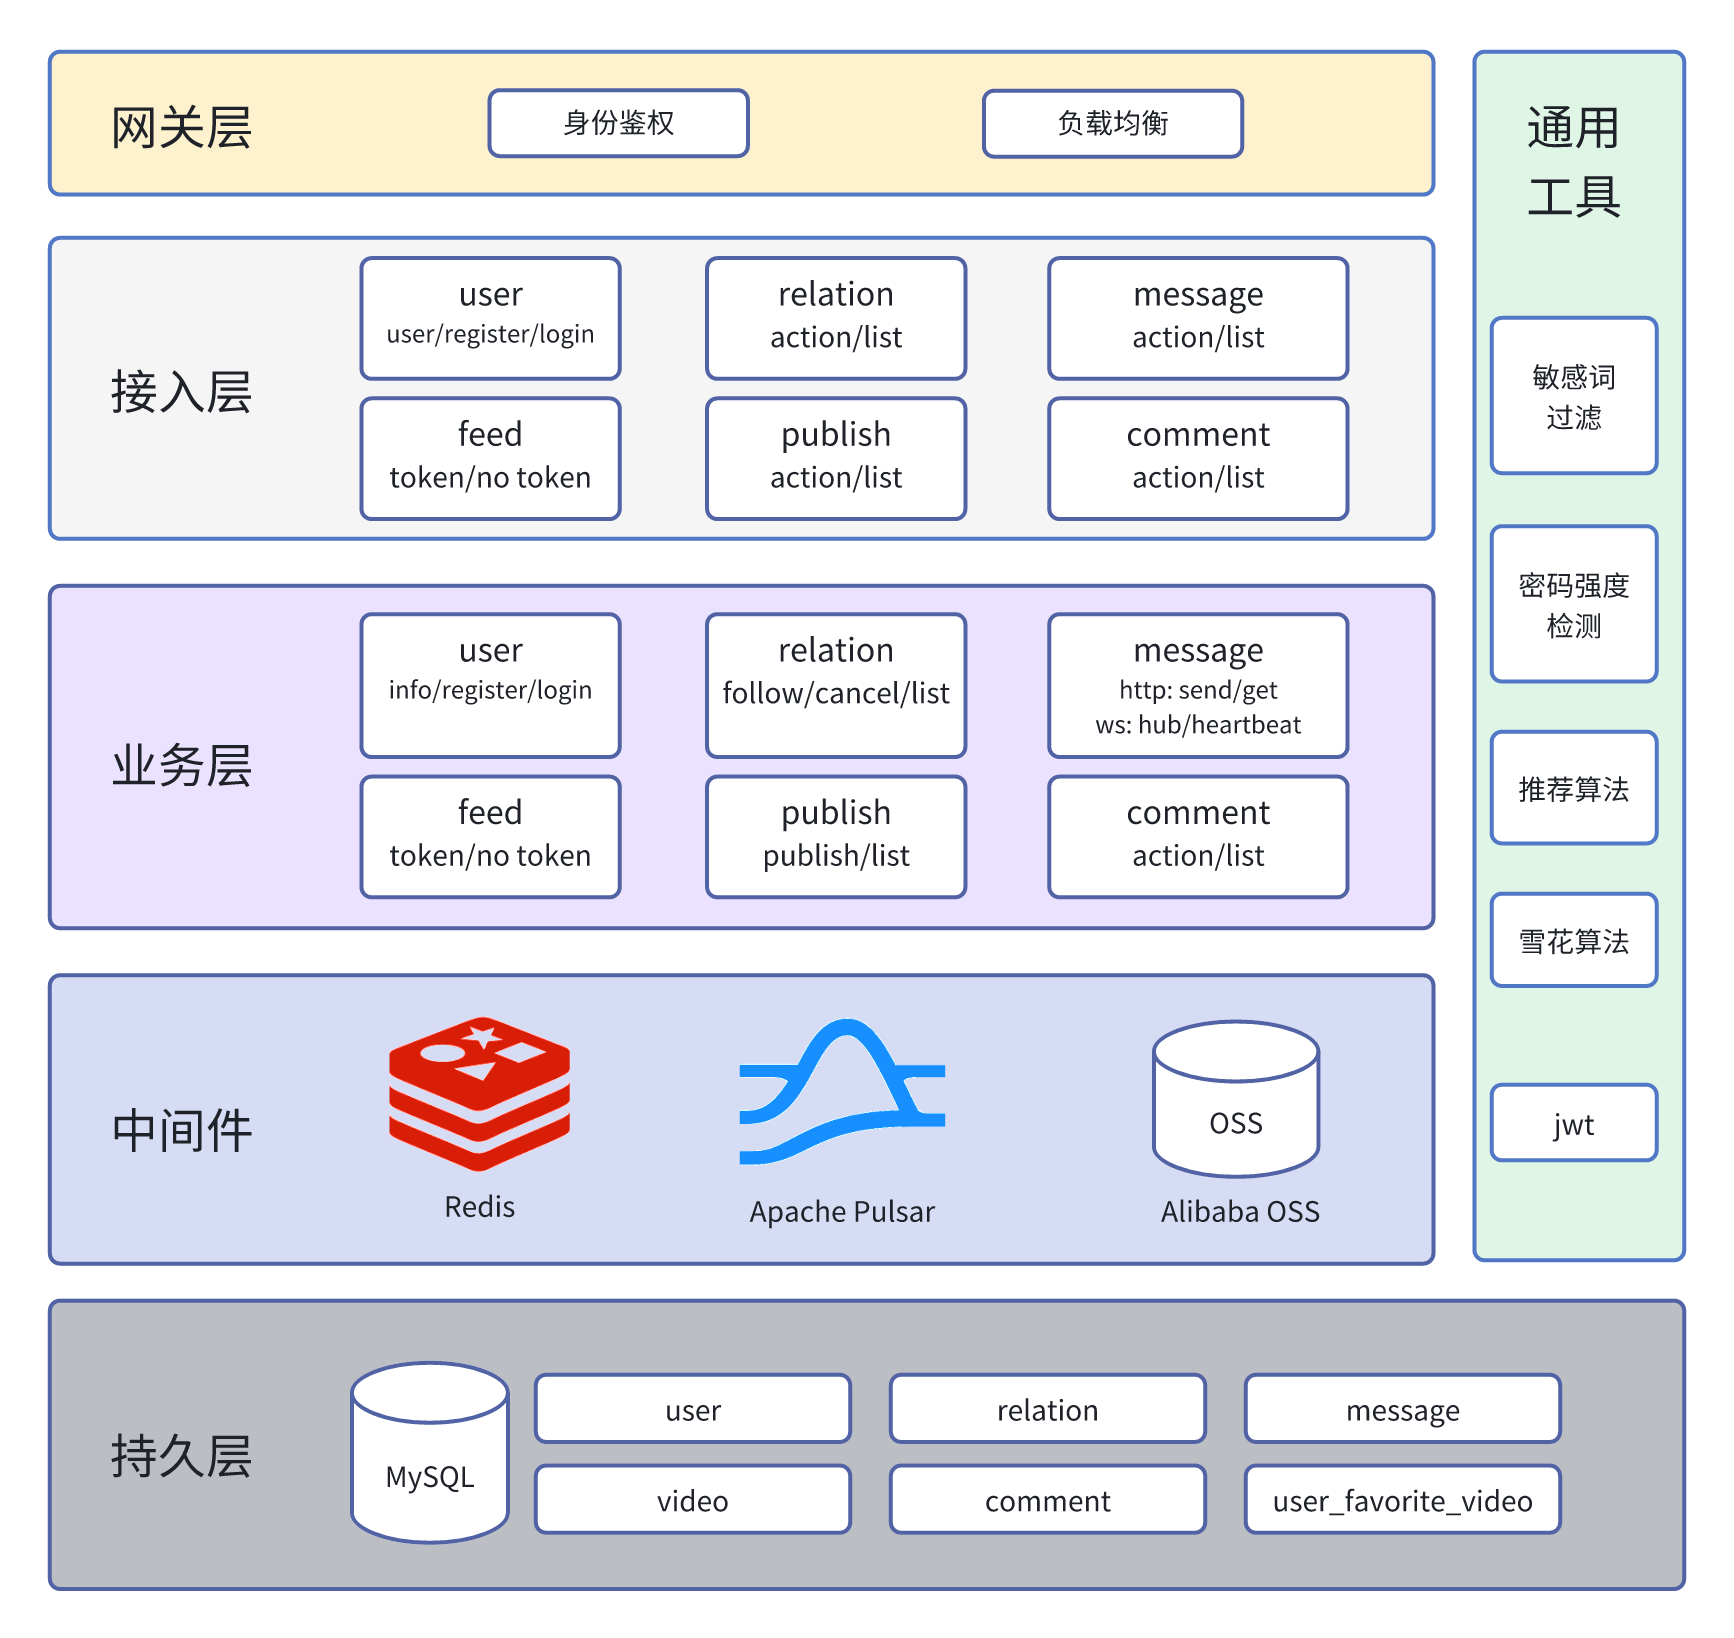 网关层
身份鉴权
负载均衡
接入层
user
user/register/login
relation
action/list
message
action/list
feed
token/no token
publish
action/list
comment
action/list
业务层
user
info/register/login
relation
follow/cancel/list
message
http: send/get
ws: hub/heartbeat
feed
token/no token
publish
publish/list
comment
action/list
中间件
Redis
Apache Pulsar
OSS
Alibaba OSS
通用
工具
敏感词
过滤
密码强度
检测
推荐算法
雪花算法
jwt
持久层
MySQL
user
relation
message
video
comment
user_favorite_video